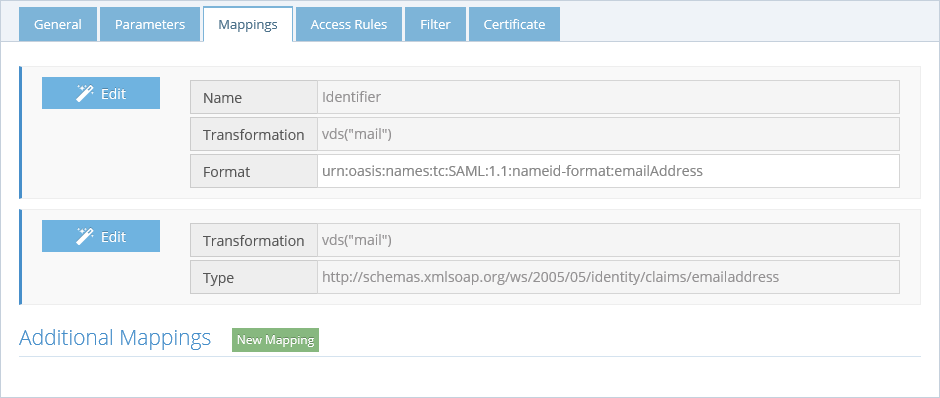 General Parameters Mappings Access Rules Filter Certificate
Edit
Name Identifier
Transformation vds("mail")
Format urn:oasis:names:tc:SAML:1.1:nameid-format:emailAddress
Edit
Transformation vds("mail")
Type http://schemas.xmlsoap.org/ws/2005/05/identity/claims/emailaddress
Additional Mappings New Mapping